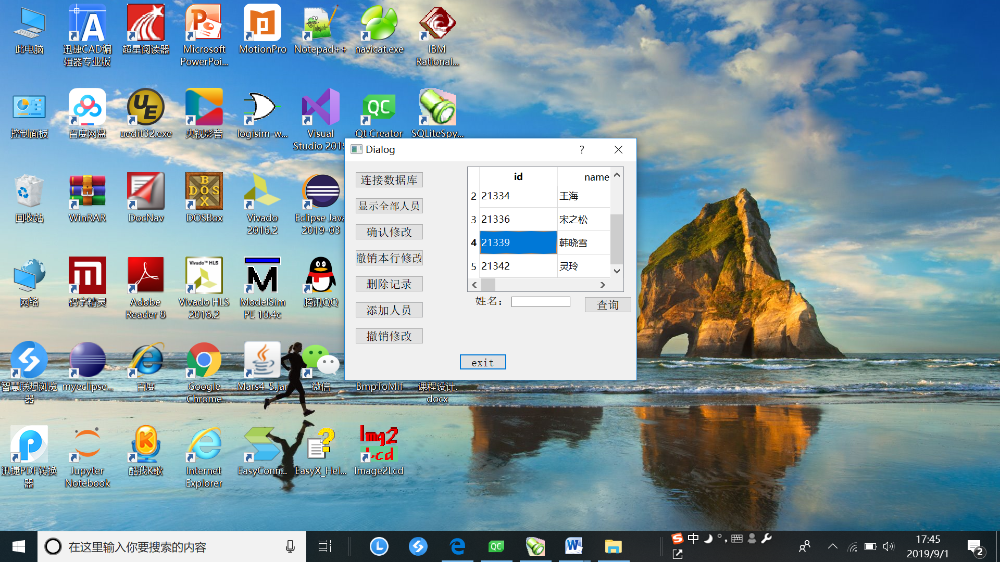 此电脑
迅捷CAD编
辑器专业版
超星阅读器
Microsoft
PowerPoi...
MotionPro
Notepad++
navicat.exe
IBM
Rational...
控制面板
百度网盘
uedit32.exe
央视影音
logisim-w...
Visual
Studio 2019
Qt Creator
SQLiteSpy...
回收站
WinRAR
DocNav
DOSBox
Vivado
2016.2
Eclipse Java
2019-03
网络
码字精灵
Adobe
Reader 8
Vivado HLS
2016.2
ModelSim
PE 10.4c
腾讯QQ
智慧联想浏览
器
myeclipse...
百度
Google
Chrome
Mars4_5.jar
微信
BmpToMif
课程设计.
docx
迅捷PDF转换
器
Jupyter
Notebook
酷我K歌
Internet
Explorer
EasyConn...
EasyX_Hel...
Image2Lcd
Dialog
连接数据库
显示全部人员
确认修改
撤销本行修改
删除记录
添加人员
撤销修改
id name
2 21334 王海
3 21336 宋之松
4 21339 韩晓雪
5 21342 灵玲
姓名：
查询
exit
在这里输入你要搜索的内容
中
17:45
2019/9/1
2